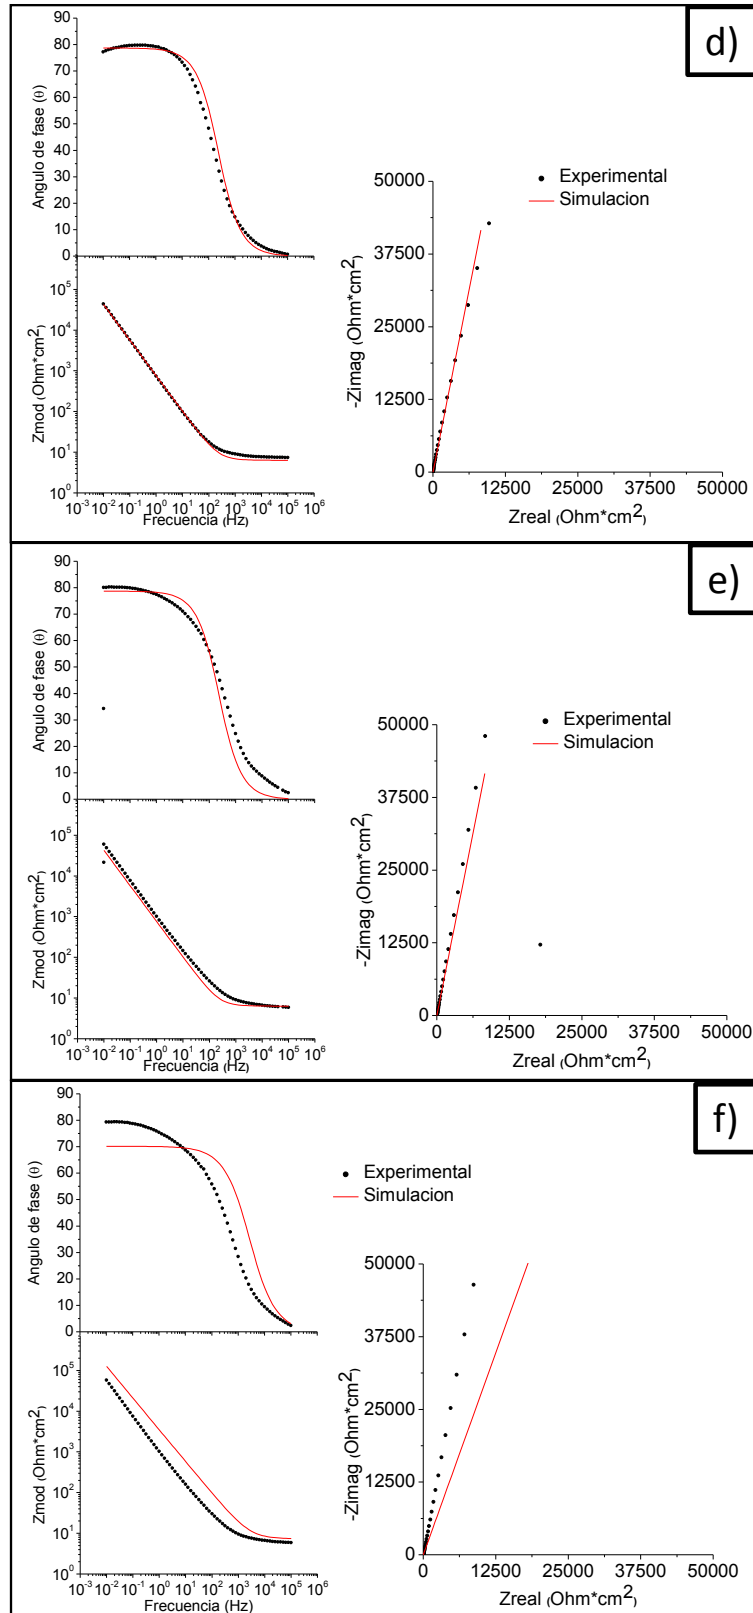 d)
90
80
70
60
50
40
30
20
10
0
Angulo de fase (θ)
10^5
10^4
10^3
10^2
10^1
10^0
Zmod (Ohm*cm2)
10^-3 10^-2 10^-1 10^0 10^1 10^2 10^3 10^4 10^5 10^6
Frecuencia (Hz)
Experimental
Simulacion
50000
37500
25000
12500
0
-Zimag (Ohm*cm2)
0 12500 25000 37500 50000
Zreal (Ohm*cm2)
e)
90
80
70
60
50
40
30
20
10
0
Angulo de fase (θ)
10^5
10^4
10^3
10^2
10^1
10^0
Zmod (Ohm*cm2)
10^-3 10^-2 10^-1 10^0 10^1 10^2 10^3 10^4 10^5 10^6
Frecuencia (Hz)
Experimental
Simulacion
50000
37500
25000
12500
0
-Zimag (Ohm*cm2)
0 12500 25000 37500 50000
Zreal (Ohm*cm2)
f)
90
80
70
60
50
40
30
20
10
0
Angulo de fase (θ)
10^5
10^4
10^3
10^2
10^1
10^0
Zmod (Ohm*cm2)
10^-3 10^-2 10^-1 10^0 10^1 10^2 10^3 10^4 10^5 10^6
Frecuencia (Hz)
Experimental
Simulacion
50000
37500
25000
12500
0
-Zimag (Ohm*cm2)
0 12500 25000 37500 50000
Zreal (Ohm*cm2)